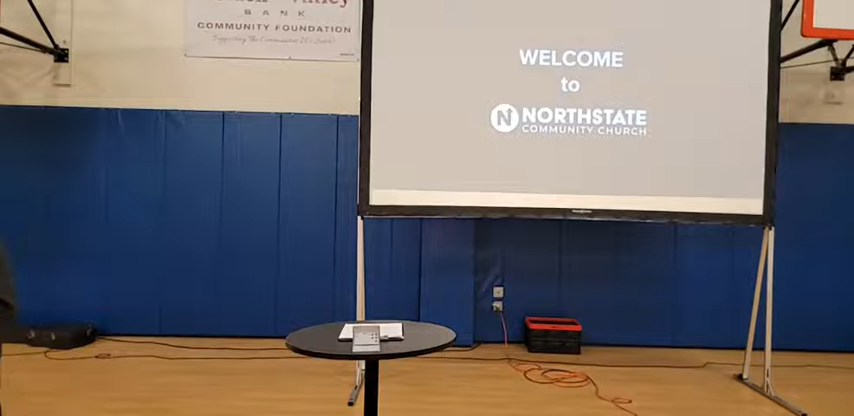 BANK
COMMUNITY FOUNDATION
WELCOME
to
N NORTHSTATE
COMMUNITY CHURCH